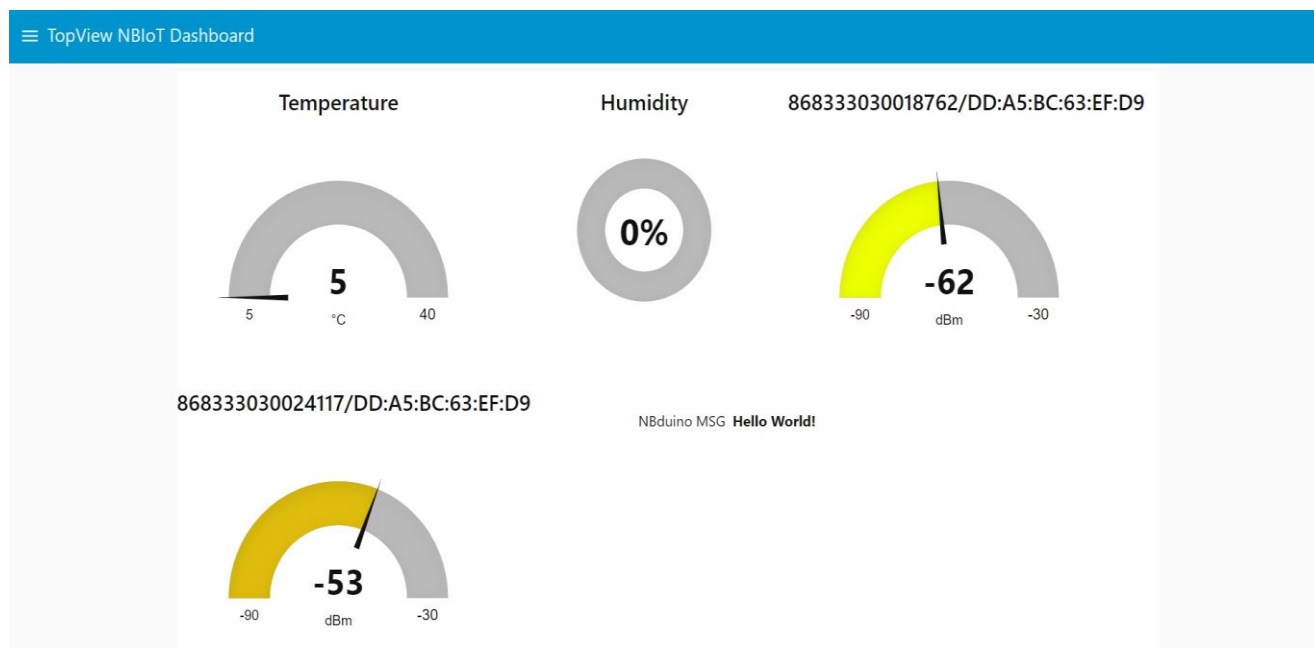 TopView NBIoT Dashboard
Temperature
5
5
°C
40
Humidity
0%
868333030018762/DD:A5:BC:63:EF:D9
-62
-90
dBm
-30
868333030024117/DD:A5:BC:63:EF:D9
-53
-90
dBm
-30
NBduino MSG Hello World!